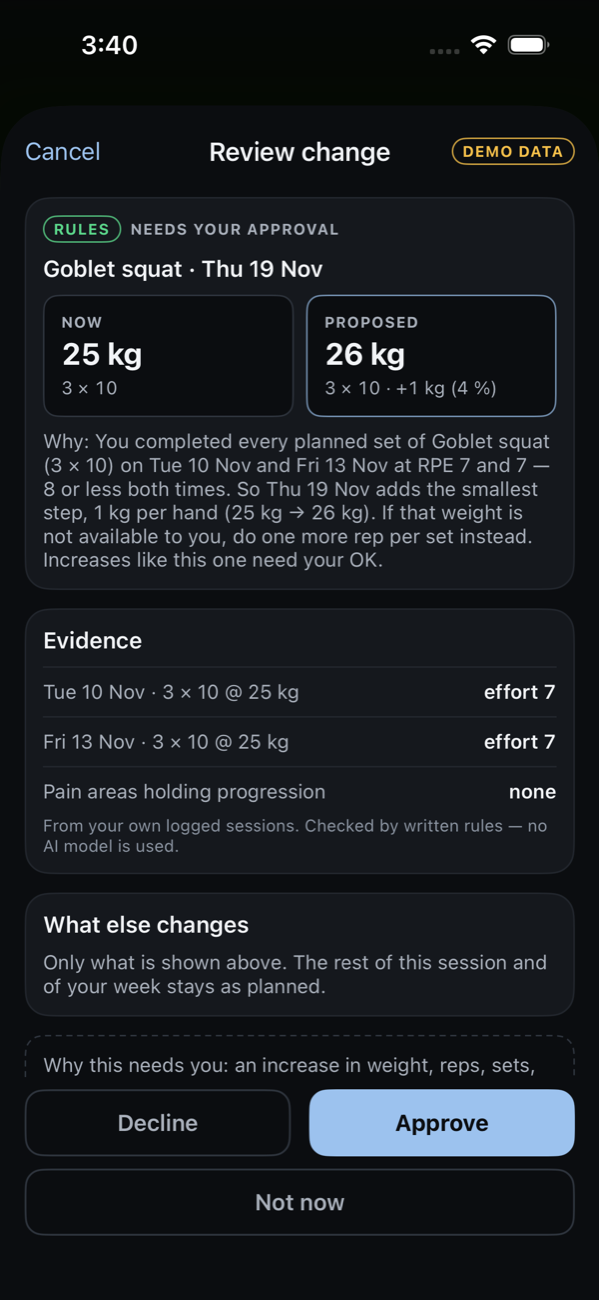 3:40
Cancel
Review change
DEMO DATA
RULES NEEDS YOUR APPROVAL
Goblet squat · Thu 19 Nov
NOW
25 kg
3 × 10
PROPOSED
26 kg
3 × 10 · +1 kg (4 %)
Why: You completed every planned set of Goblet squat
(3 × 10) on Tue 10 Nov and Fri 13 Nov at RPE 7 and 7 —
8 or less both times. So Thu 19 Nov adds the smallest
step, 1 kg per hand (25 kg → 26 kg). If that weight is
not available to you, do one more rep per set instead.
Increases like this one need your OK.
Evidence
Tue 10 Nov · 3 × 10 @ 25 kg effort 7
Fri 13 Nov · 3 × 10 @ 25 kg effort 7
Pain areas holding progression none
From your own logged sessions. Checked by written rules — no
AI model is used.
What else changes
Only what is shown above. The rest of this session and
of your week stays as planned.
Why this needs you: an increase in weight, reps, sets,
Decline
Approve
Not now